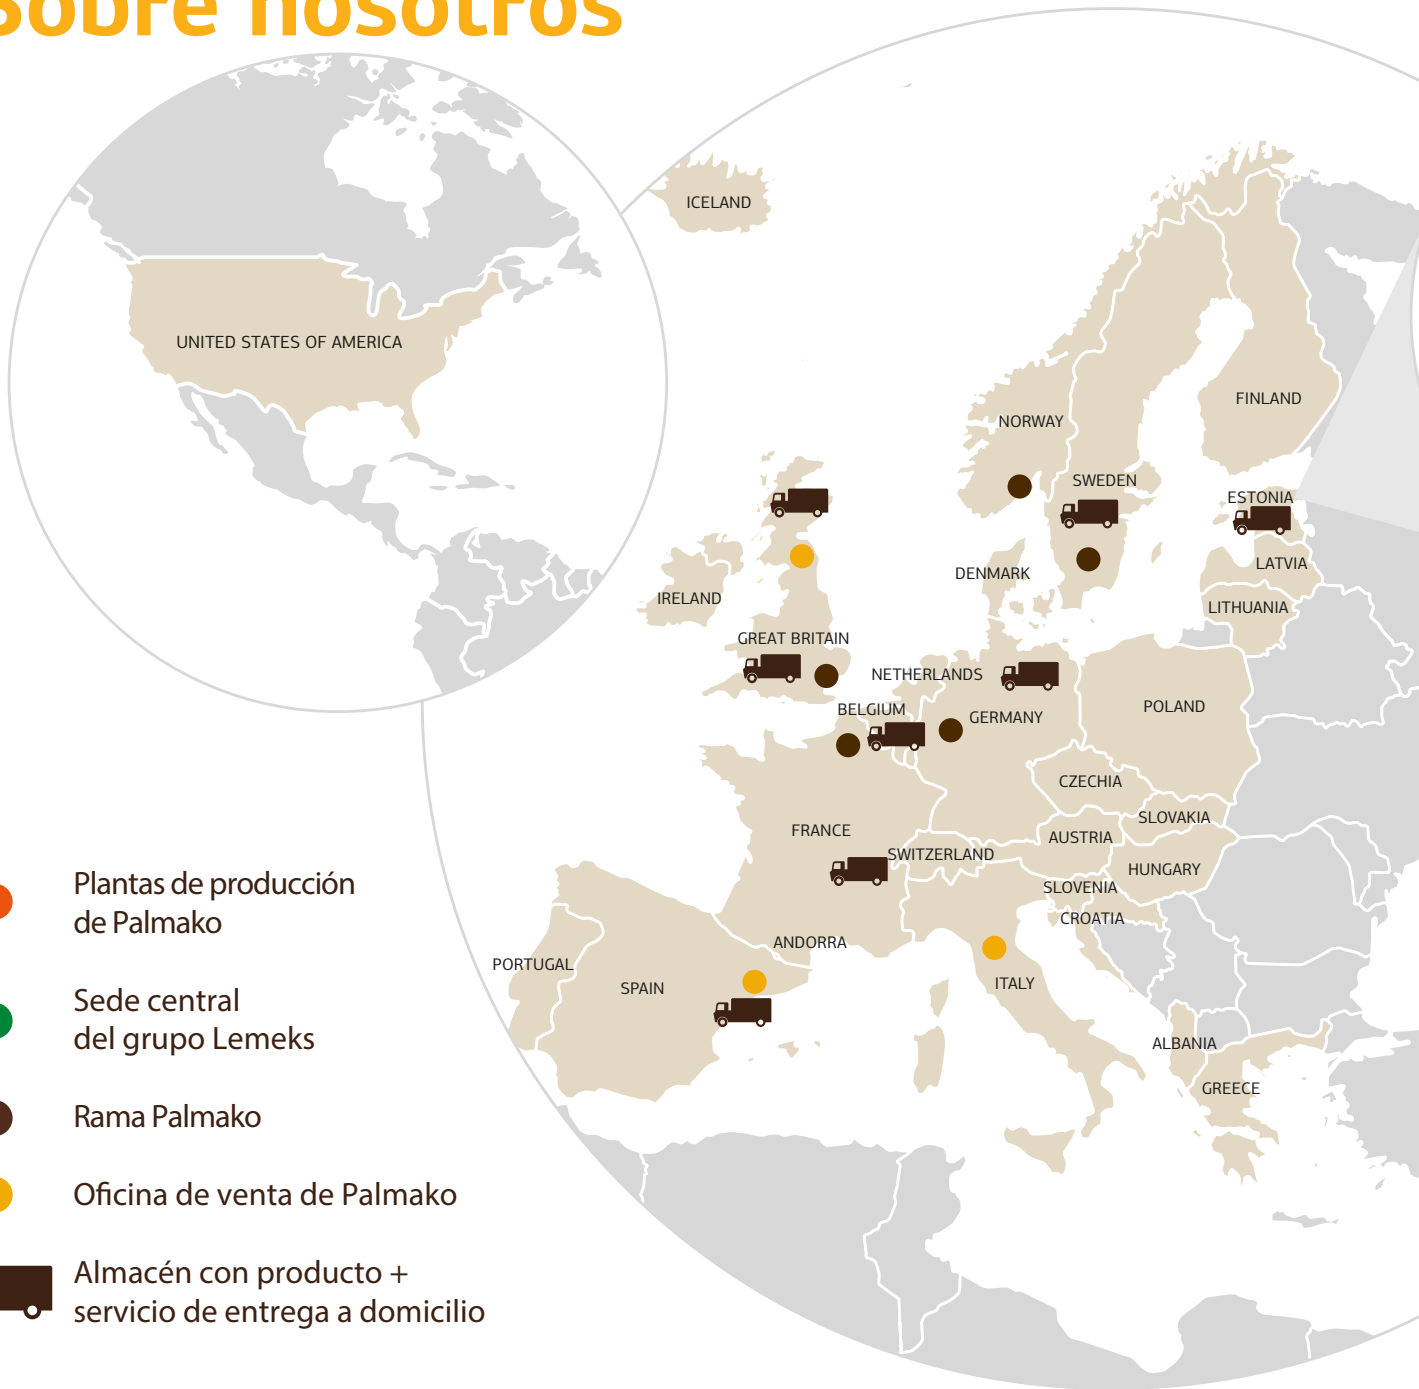 Sobre nosotros
ICELAND
UNITED STATES OF AMERICA
FINLAND
NORWAY
SWEDEN
ESTONIA
LATVIA
DENMARK
IRELAND
LITHUANIA
GREAT BRITAIN
NETHERLANDS
BELGIUM
GERMANY
POLAND
CZECHIA
SLOVAKIA
FRANCE
AUSTRIA
SWITZERLAND
HUNGARY
SLOVENIA
CROATIA
ANDORRA
PORTUGAL
SPAIN
ITALY
ALBANIA
GREECE
Plantas de producción
de Palmako
Sede central
del grupo Lemeks
Rama Palmako
Oficina de venta de Palmako
Almacén con producto +
servicio de entrega a domicilio